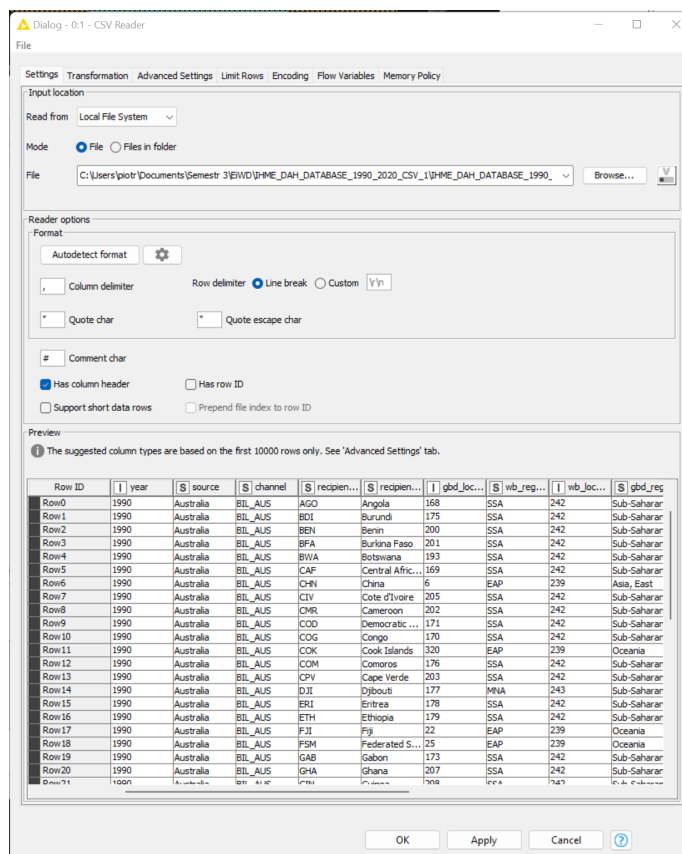 Dialog - 0:1 - CSV Reader
File
Settings Transformation Advanced Settings Limit Rows Encoding Flow Variables Memory Policy
Input location
Read from Local File System
Mode File Files in folder
File C:\Users\piotr\Documents\Semestr 3\EiWD\IHME_DAH_DATABASE_1990_2020_CSV_1\IHME_DAH_DATABASE_1990_ Browse... V
Reader options
Format
Autodetect format
, Column delimiter Row delimiter Line break Custom \r\n
" Quote char " Quote escape char
# Comment char
Has column header Has row ID
Support short data rows Prepend file index to row ID
Preview
The suggested column types are based on the first 10000 rows only. See 'Advanced Settings' tab.
Row ID I year S source S channel S recipien... S recipien... I gbd_loc... S wb_reg... I wb_loc... S gbd_reg
Row0 1990 Australia BIL_AUS AGO Angola 168 SSA 242 Sub-Saharan
Row1 1990 Australia BIL_AUS BDI Burundi 175 SSA 242 Sub-Saharan
Row2 1990 Australia BIL_AUS BEN Benin 200 SSA 242 Sub-Saharan
Row3 1990 Australia BIL_AUS BFA Burkina Faso 201 SSA 242 Sub-Saharan
Row4 1990 Australia BIL_AUS BWA Botswana 193 SSA 242 Sub-Saharan
Row5 1990 Australia BIL_AUS CAF Central Afric... 169 SSA 242 Sub-Saharan
Row6 1990 Australia BIL_AUS CHN China 6 EAP 239 Asia, East
Row7 1990 Australia BIL_AUS CIV Cote d'Ivoire 205 SSA 242 Sub-Saharan
Row8 1990 Australia BIL_AUS CMR Cameroon 202 SSA 242 Sub-Saharan
Row9 1990 Australia BIL_AUS COD Democratic ... 171 SSA 242 Sub-Saharan
Row10 1990 Australia BIL_AUS COG Congo 170 SSA 242 Sub-Saharan
Row11 1990 Australia BIL_AUS COK Cook Islands 320 EAP 239 Oceania
Row12 1990 Australia BIL_AUS COM Comoros 176 SSA 242 Sub-Saharan
Row13 1990 Australia BIL_AUS CPV Cape Verde 203 SSA 242 Sub-Saharan
Row14 1990 Australia BIL_AUS DJI Djibouti 177 MNA 243 Sub-Saharan
Row15 1990 Australia BIL_AUS ERI Eritrea 178 SSA 242 Sub-Saharan
Row16 1990 Australia BIL_AUS ETH Ethiopia 179 SSA 242 Sub-Saharan
Row17 1990 Australia BIL_AUS FJI Fiji 22 EAP 239 Oceania
Row18 1990 Australia BIL_AUS FSM Federated S... 25 EAP 239 Oceania
Row19 1990 Australia BIL_AUS GAB Gabon 173 SSA 242 Sub-Saharan
Row20 1990 Australia BIL_AUS GHA Ghana 207 SSA 242 Sub-Saharan
Row21 1990 Australia BIL_AUS GIN Guinea 208 SSA 242 Sub-Saharan
OK Apply Cancel ?